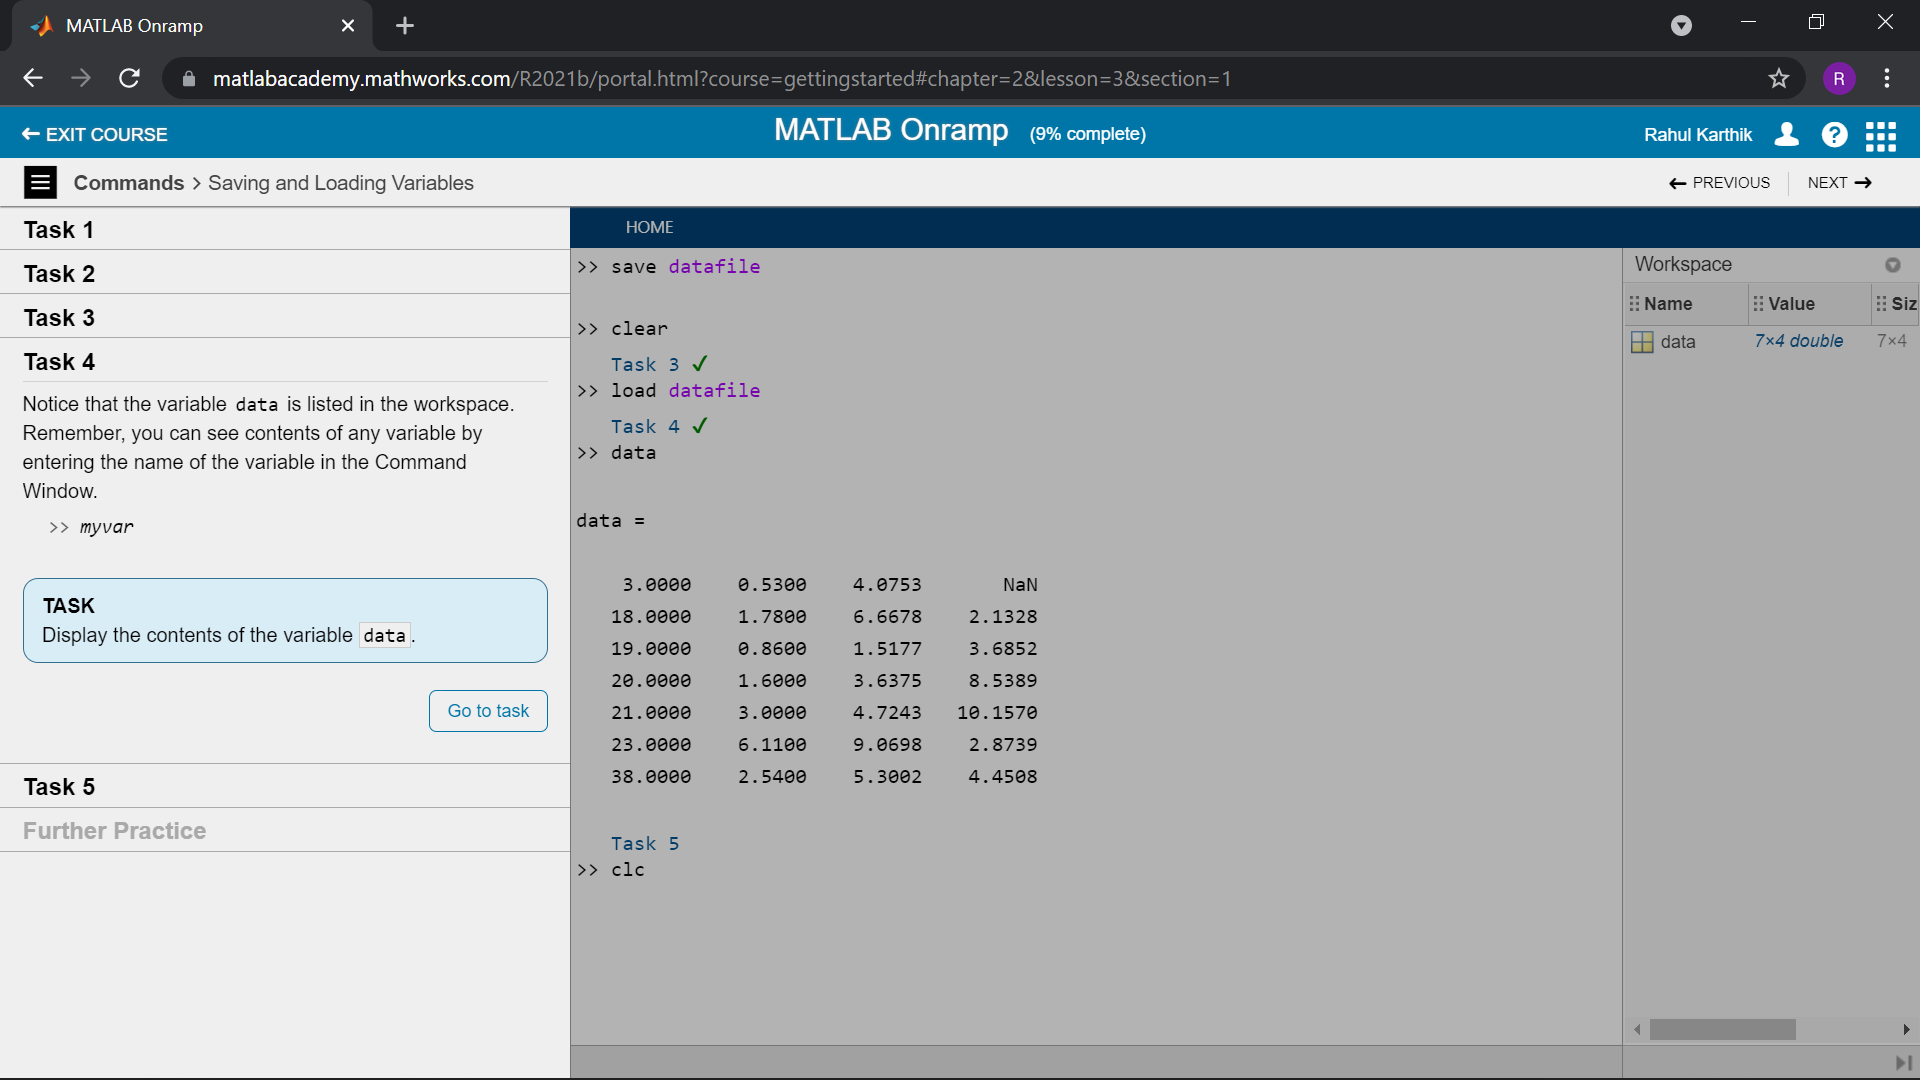 MATLAB Onramp
matlabacademy.mathworks.com/R2021b/portal.html?course=gettingstarted#chapter=2&lesson=3&section=1
R
EXIT COURSE
MATLAB Onramp (9% complete)
Rahul Karthik
?
Commands > Saving and Loading Variables
PREVIOUS
NEXT
Task 1
Task 2
Task 3
Task 4
Notice that the variable data is listed in the workspace.
Remember, you can see contents of any variable by
entering the name of the variable in the Command
Window.
>> myvar
TASK
Display the contents of the variable data.
Go to task
Task 5
Further Practice
HOME
>> save datafile
>> clear
Task 3 ✓
>> load datafile
Task 4 ✓
>> data
data =
3.0000 0.5300 4.0753 NaN
18.0000 1.7800 6.6678 2.1328
19.0000 0.8600 1.5177 3.6852
20.0000 1.6000 3.6375 8.5389
21.0000 3.0000 4.7243 10.1570
23.0000 6.1100 9.0698 2.8739
38.0000 2.5400 5.3002 4.4508
Task 5
>> clc
Workspace
Name Value Siz
data 7×4 double 7×4